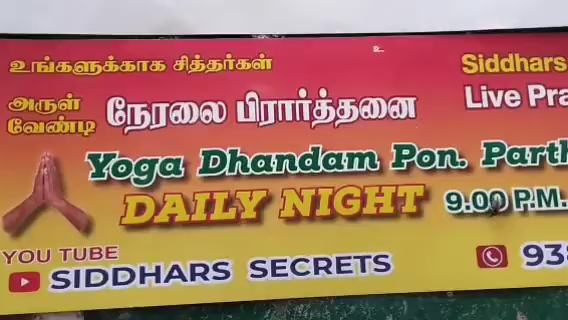 உங்களுக்காக சித்தர்கள்
அருள் வேண்டி நேரலை பிரார்த்தனை
Siddhars
Live Pra
Yoga Dhandam Pon. Parth
DAILY NIGHT 9.00 P.M.
YOU TUBE
SIDDHARS SECRETS
938